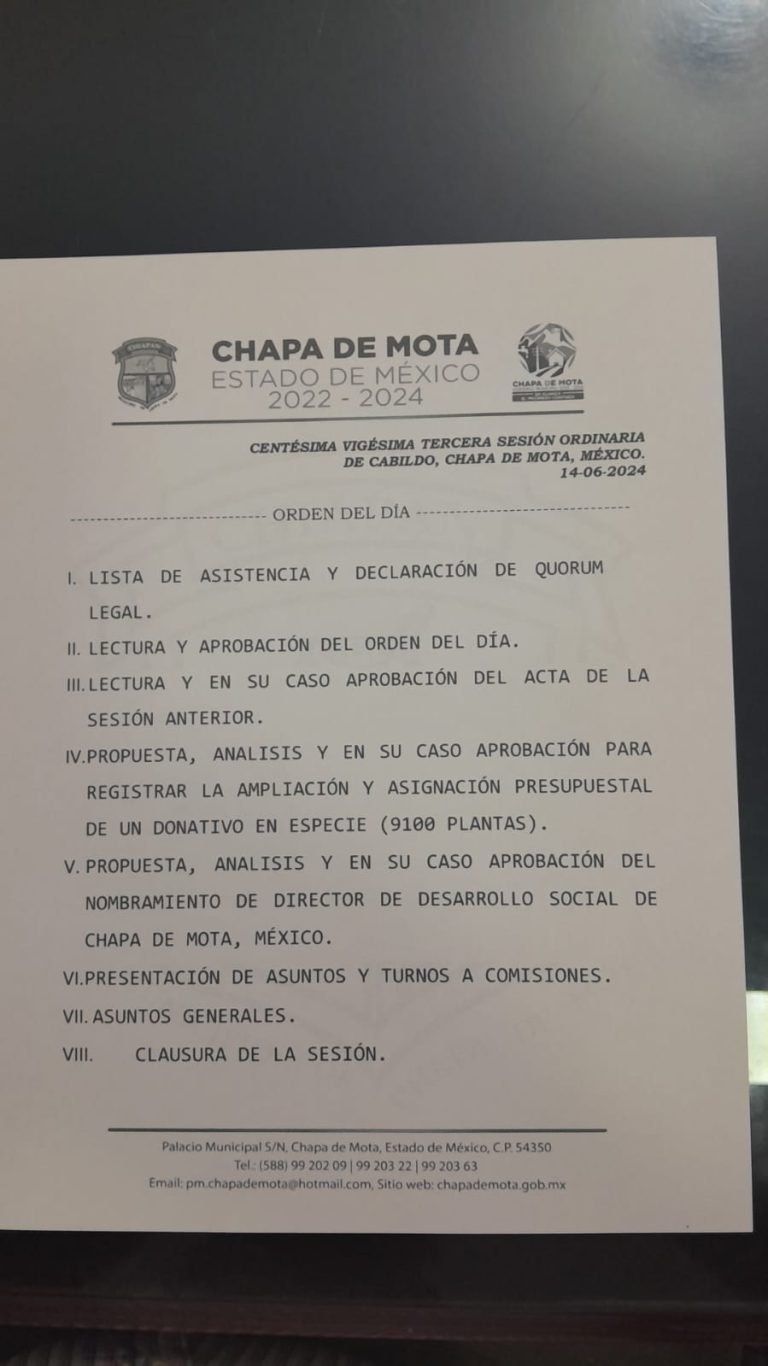 CHAPA DE MOTA
ESTADO DE MÉXICO
2022 - 2024
CHAPA DE MOTA
CENTÉSIMA VIGÉSIMA TERCERA SESIÓN ORDINARIA
DE CABILDO, CHAPA DE MOTA, MÉXICO.
14-06-2024
---------------------------- ORDEN DEL DÍA -------------------------------
I. LISTA DE ASISTENCIA Y DECLARACIÓN DE QUORUM
LEGAL.
II. LECTURA Y APROBACIÓN DEL ORDEN DEL DÍA.
III. LECTURA Y EN SU CASO APROBACIÓN DEL ACTA DE LA
SESIÓN ANTERIOR.
IV. PROPUESTA, ANALISIS Y EN SU CASO APROBACIÓN PARA
REGISTRAR LA AMPLIACIÓN Y ASIGNACIÓN PRESUPUESTAL
DE UN DONATIVO EN ESPECIE (9100 PLANTAS).
V. PROPUESTA, ANALISIS Y EN SU CASO APROBACIÓN DEL
NOMBRAMIENTO DE DIRECTOR DE DESARROLLO SOCIAL DE
CHAPA DE MOTA, MÉXICO.
VI. PRESENTACIÓN DE ASUNTOS Y TURNOS A COMISIONES.
VII. ASUNTOS GENERALES.
VIII. CLAUSURA DE LA SESIÓN.
Palacio Municipal S/N, Chapa de Mota, Estado de México, C.P. 54350
Tel.: (588) 99 202 09 | 99 203 22 | 99 203 63
Email: pm.chapademota@hotmail.com, Sitio web: chapademota.gob.mx